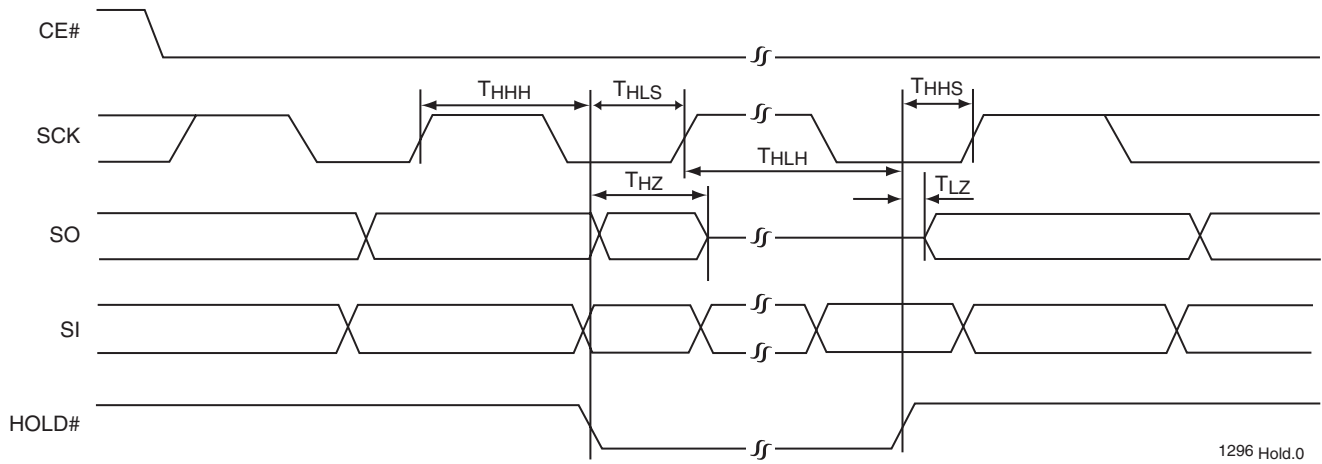 CE#
THHH
THLS
THHS
SCK
THLH
THZ
TLZ
SO
SI
HOLD#
1296 Hold.0